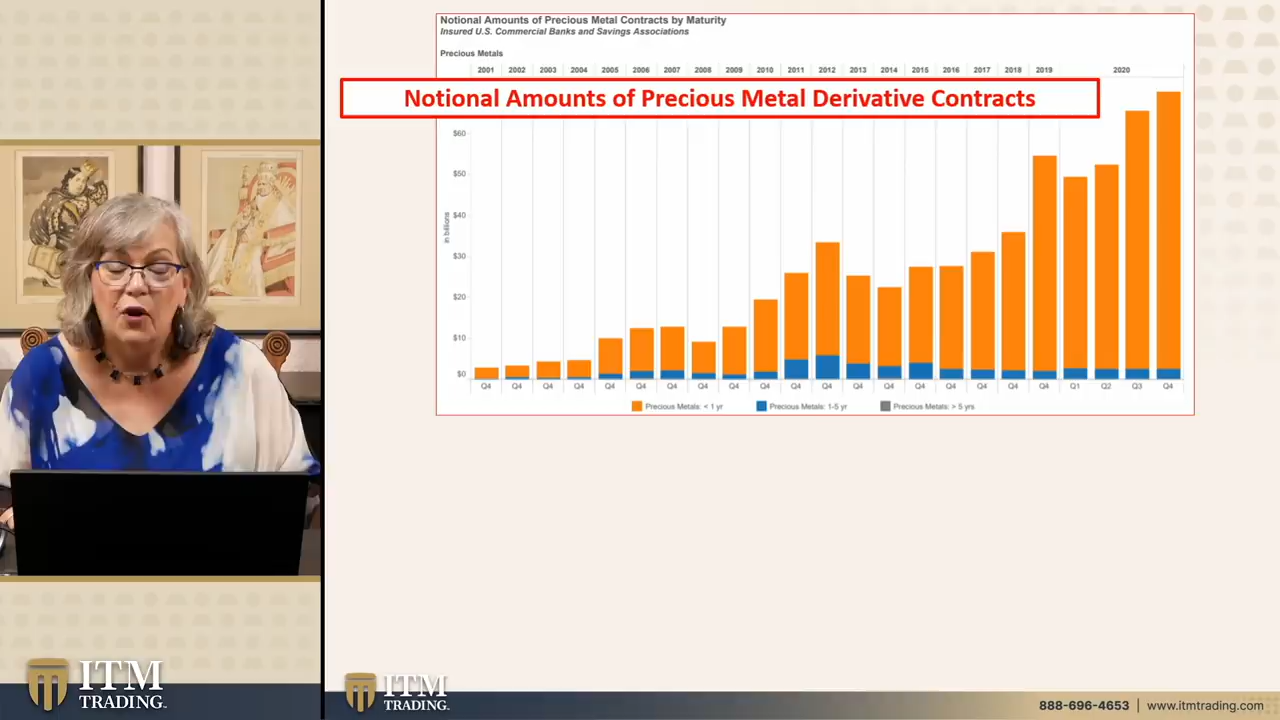 Notional Amounts of Precious Metal Contracts by Maturity
Insured U.S. Commercial Banks and Savings Associations
Precious Metals
2001 2002 2003 2004 2005 2006 2007 2008 2009 2010 2011 2012 2013 2014 2015 2016 2017 2018 2019 2020
Notional Amounts of Precious Metal Derivative Contracts
$60
$50
$40
$30
$20
$10
$0
in billions
Q4 Q4 Q4 Q4 Q4 Q4 Q4 Q4 Q4 Q4 Q4 Q4 Q4 Q4 Q4 Q4 Q4 Q4 Q4 Q1 Q2 Q3 Q4
Precious Metals: < 1 yr Precious Metals: 1-5 yr Precious Metals: > 5 yrs
ITM
TRADING
ITM
TRADING
888-696-4653 | www.itmtrading.com